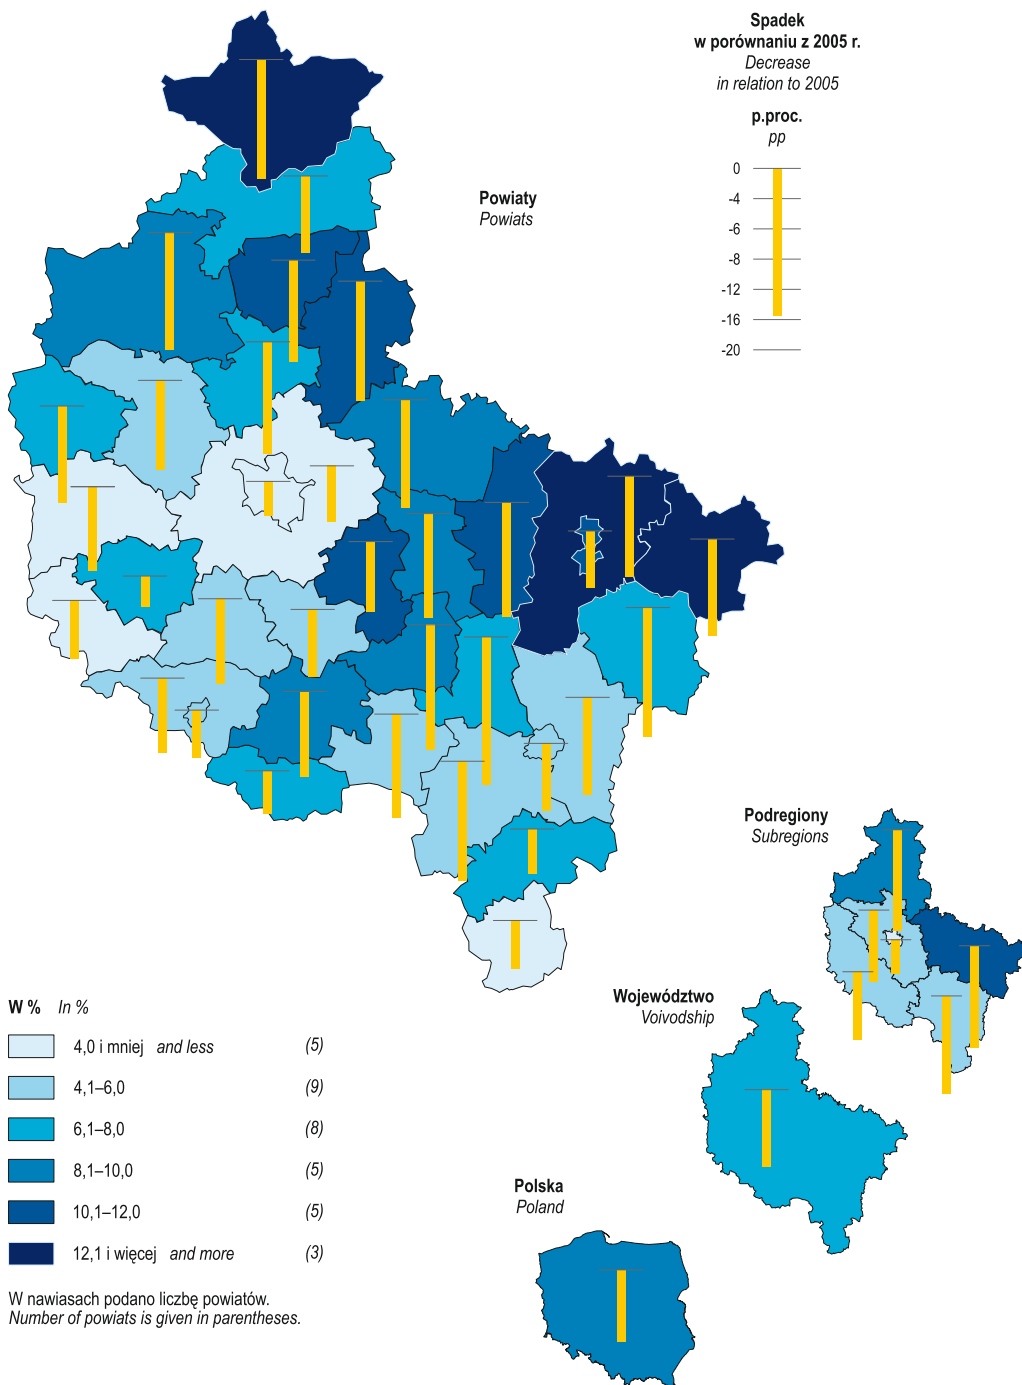 Spadek
w porównaniu z 2005 r.
Decrease
in relation to 2005
p.proc.
pp
0
-4
-6
-8
-12
-16
-20
Powiaty
Powiats
Podregiony
Subregions
Województwo
Voivodship
Polska
Poland
W % In %
4,0 i mniej and less (5)
4,1–6,0 (9)
6,1–8,0 (8)
8,1–10,0 (5)
10,1–12,0 (5)
12,1 i więcej and more (3)
W nawiasach podano liczbę powiatów.
Number of powiats is given in parentheses.